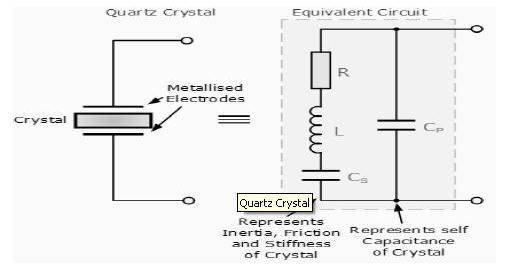 Quartz Crystal
Equivalent Circuit
Metallised
Electrodes
Crystal
R
L
Cs
CP
Quartz Crystal
Represents
Inertia, Friction
and Stiffness
of Crystal
Represents self
Capacitance
of Crystal